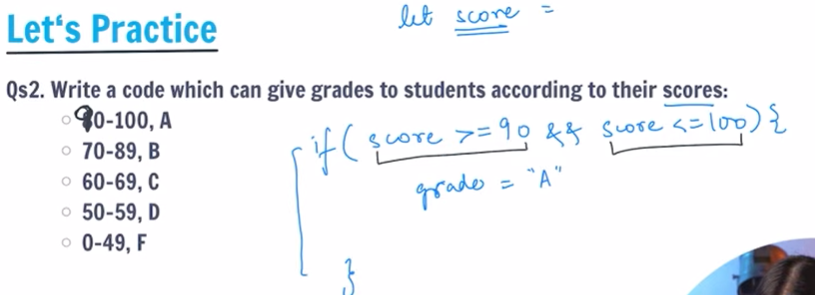 let score =
Let's Practice
Qs2. Write a code which can give grades to students according to their scores:
90-100, A
70-89, B
60-69, C
50-59, D
0-49, F
if ( score >= 90 && score <= 100 ) {
grade = "A"
}